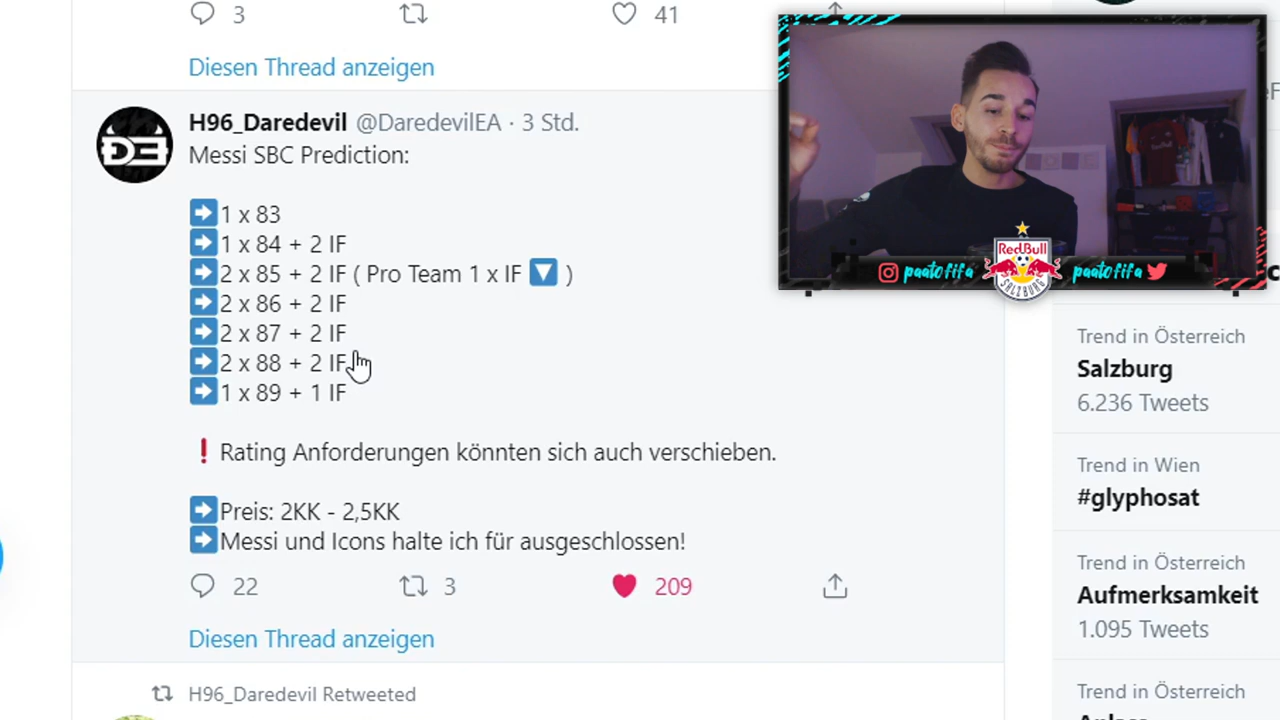 3
41
Diesen Thread anzeigen
H96_Daredevil @DaredevilEA · 3 Std.
Messi SBC Prediction:
➡1 x 83
➡1 x 84 + 2 IF
➡2 x 85 + 2 IF ( Pro Team 1 x IF 🔽 )
➡2 x 86 + 2 IF
➡2 x 87 + 2 IF
➡2 x 88 + 2 IF
➡1 x 89 + 1 IF
❗ Rating Anforderungen könnten sich auch verschieben.
➡Preis: 2KK - 2,5KK
➡Messi und Icons halte ich für ausgeschlossen!
22
3
209
Diesen Thread anzeigen
H96_Daredevil Retweeted
DE
paatofifa
RedBull
SALZBURG
paatofifa
Trend in Österreich
Salzburg
6.236 Tweets
Trend in Wien
#glyphosat
Trend in Österreich
Aufmerksamkeit
1.095 Tweets
Trend in Österreich